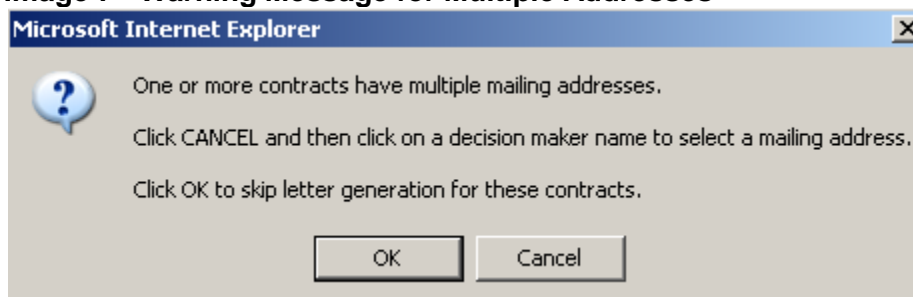 Warning Message for Multiple Addresses
Microsoft Internet Explorer
One or more contracts have multiple mailing addresses.
Click CANCEL and then click on a decision maker name to select a mailing address.
Click OK to skip letter generation for these contracts.
OK
Cancel